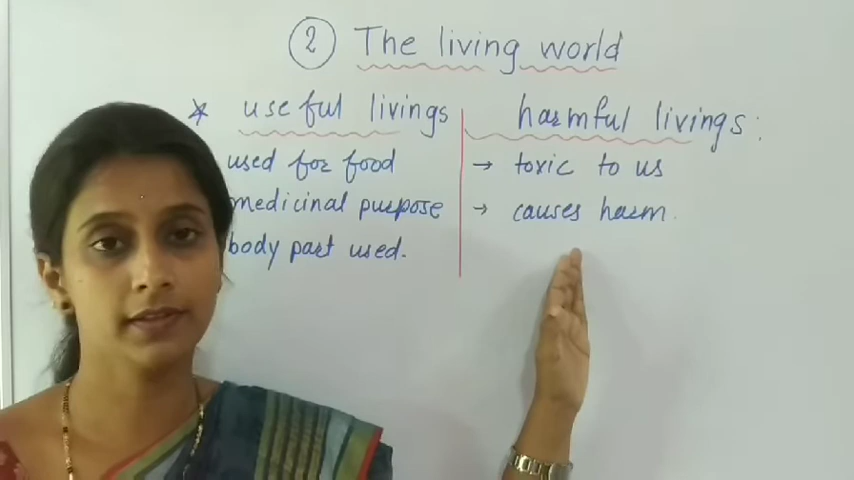 2 The living world
* useful livings
used for food
medicinal purpose
body part used.
harmful livings:
→ toxic to us
→ causes harm.